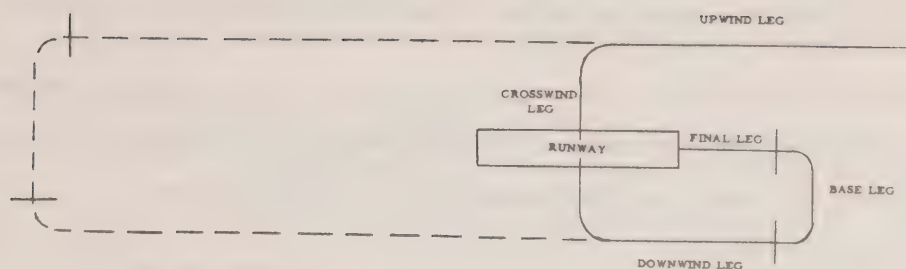 UPWIND LEG
CROSSWIND
LEG
RUNWAY
FINAL LEG
BASE LEG
DOWNWIND LEG